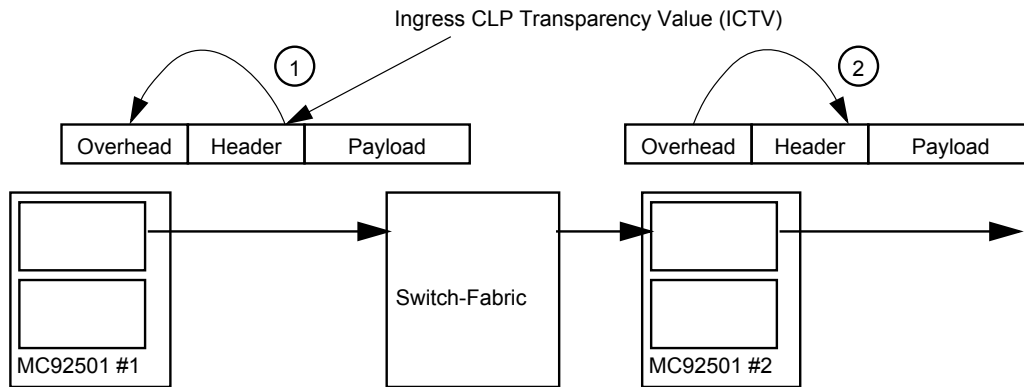 Ingress CLP Transparency Value (ICTV)
1
2
Overhead Header Payload
Overhead Header Payload
Switch-Fabric
MC92501 #1
MC92501 #2